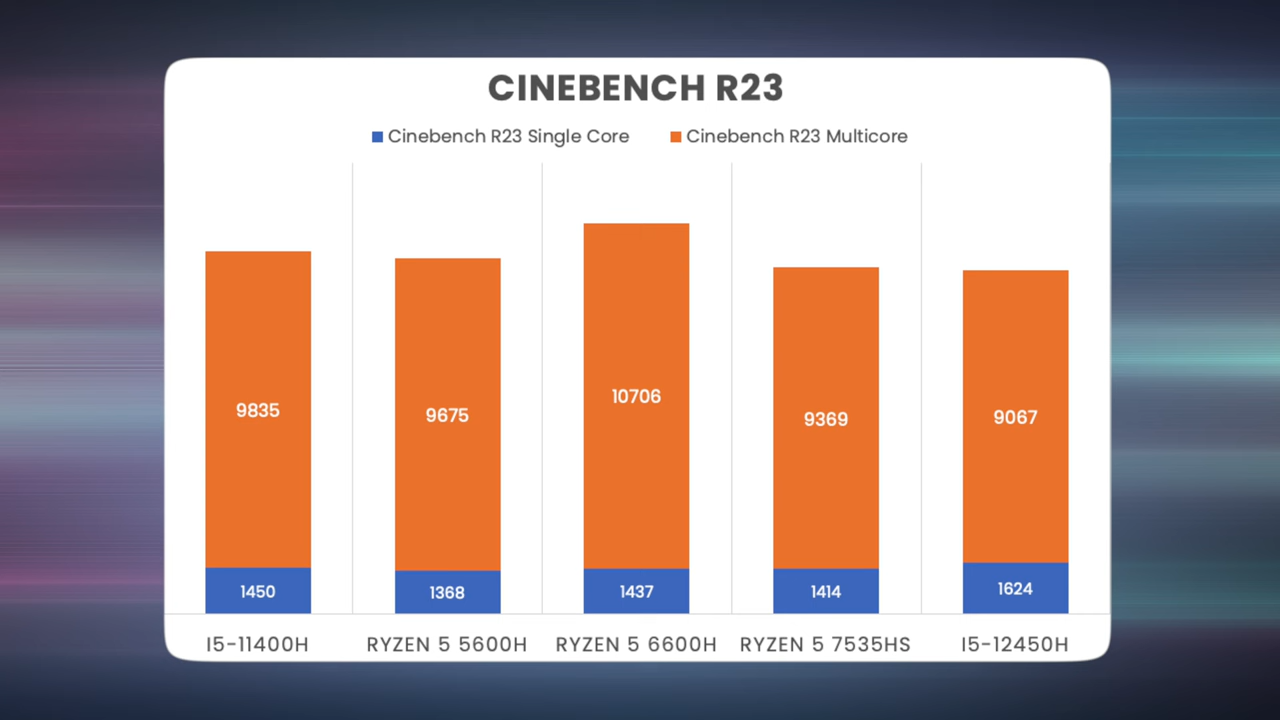 CINEBENCH R23
Cinebench R23 Single Core Cinebench R23 Multicore
9835 9675 10706 9369 9067
1450 1368 1437 1414 1624
I5-11400H RYZEN 5 5600H RYZEN 5 6600H RYZEN 5 7535HS I5-12450H